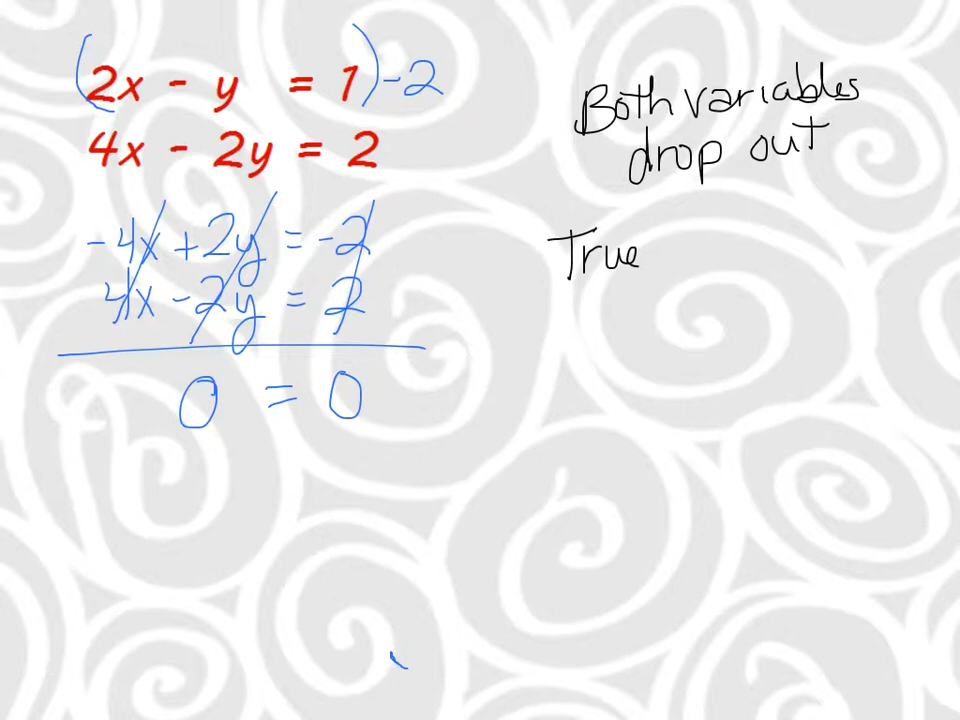 (2x - y = 1)-2
4x - 2y = 2
-4x +2y = -2
4x -2y = 2
0 = 0
Both variables
drop out
True